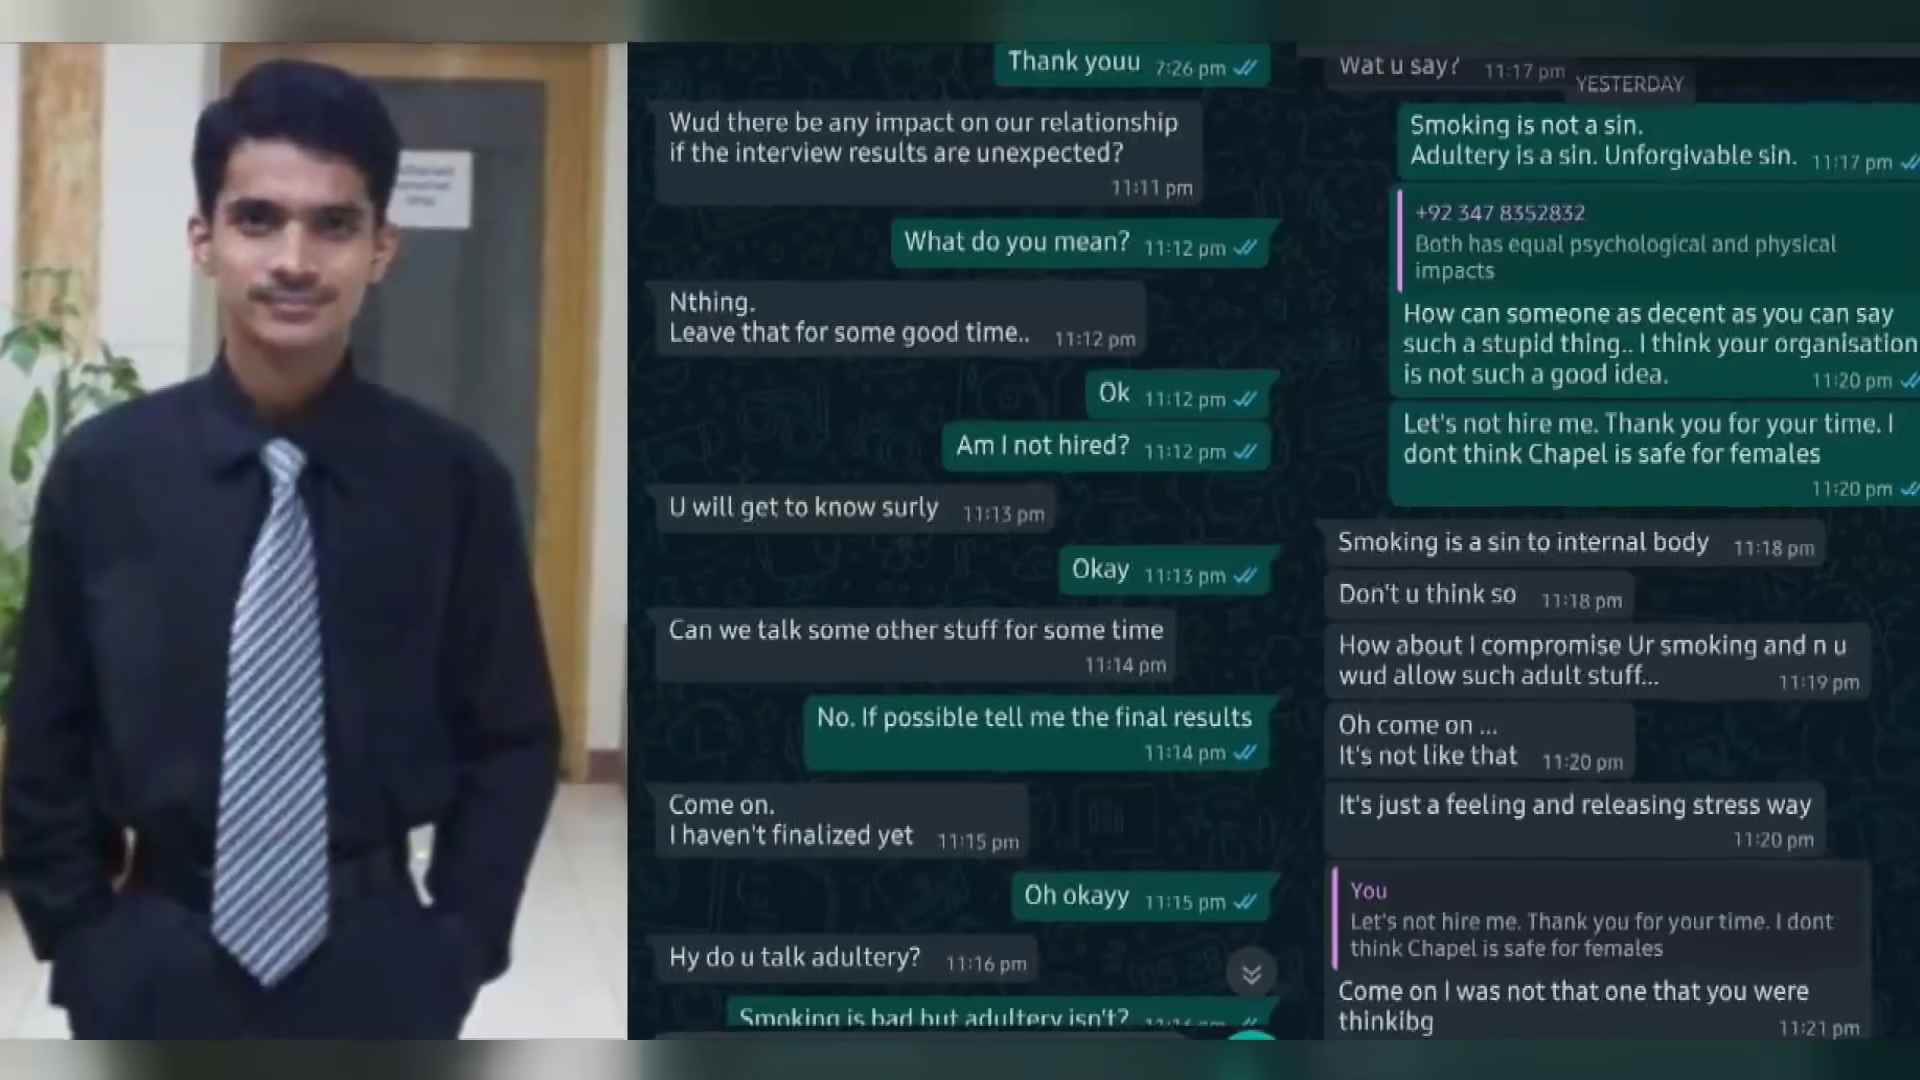 Thank youu 7:26 pm
Wud there be any impact on our relationship
if the interview results are unexpected?
11:11 pm
What do you mean? 11:12 pm
Nthing.
Leave that for some good time.. 11:12 pm
Ok 11:12 pm
Am I not hired? 11:12 pm
U will get to know surly 11:13 pm
Okay 11:13 pm
Can we talk some other stuff for some time
11:14 pm
No. If possible tell me the final results
11:14 pm
Come on.
I haven't finalized yet 11:15 pm
Oh okayy 11:15 pm
Hy do u talk adultery? 11:16 pm
Smoking is bad but adultery isn't? 11:16 pm
Wat u say? 11:17 pm
YESTERDAY
Smoking is not a sin.
Adultery is a sin. Unforgivable sin. 11:17 pm
+92 347 8352832
Both has equal psychological and physical
impacts
How can someone as decent as you can say
such a stupid thing.. I think your organisation
is not such a good idea. 11:20 pm
Let's not hire me. Thank you for your time. I
dont think Chapel is safe for females
11:20 pm
Smoking is a sin to internal body 11:18 pm
Don't u think so 11:18 pm
How about I compromise Ur smoking and n u
wud allow such adult stuff... 11:19 pm
Oh come on ...
It's not like that 11:20 pm
It's just a feeling and releasing stress way
11:20 pm
You
Let's not hire me. Thank you for your time. I dont
think Chapel is safe for females
Come on I was not that one that you were
thinkibg 11:21 pm